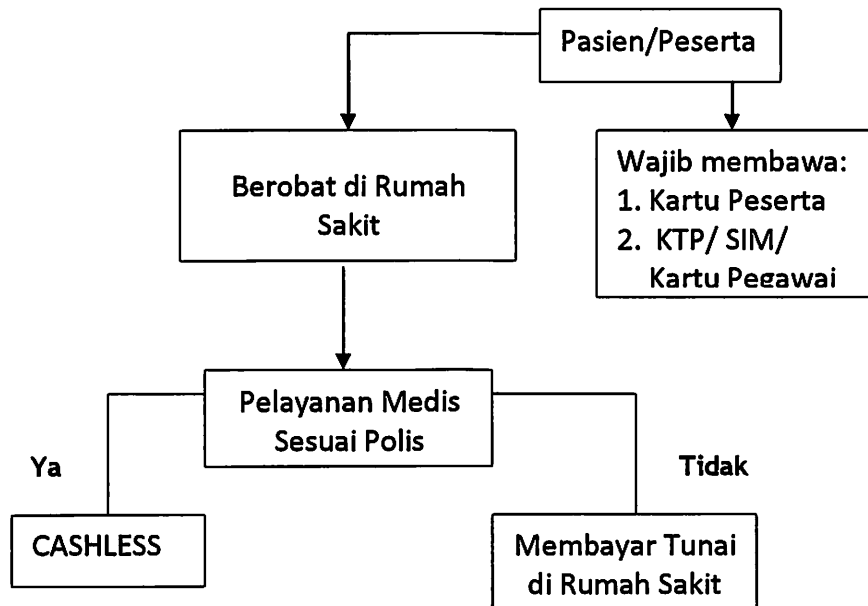 Pasien/Peserta
Berobat di Rumah
Sakit
Wajib membawa:
1. Kartu Peserta
2. KTP/ SIM/
Kartu Pegawai
Pelayanan Medis
Sesuai Polis
Ya
Tidak
CASHLESS
Membayar Tunai
di Rumah Sakit